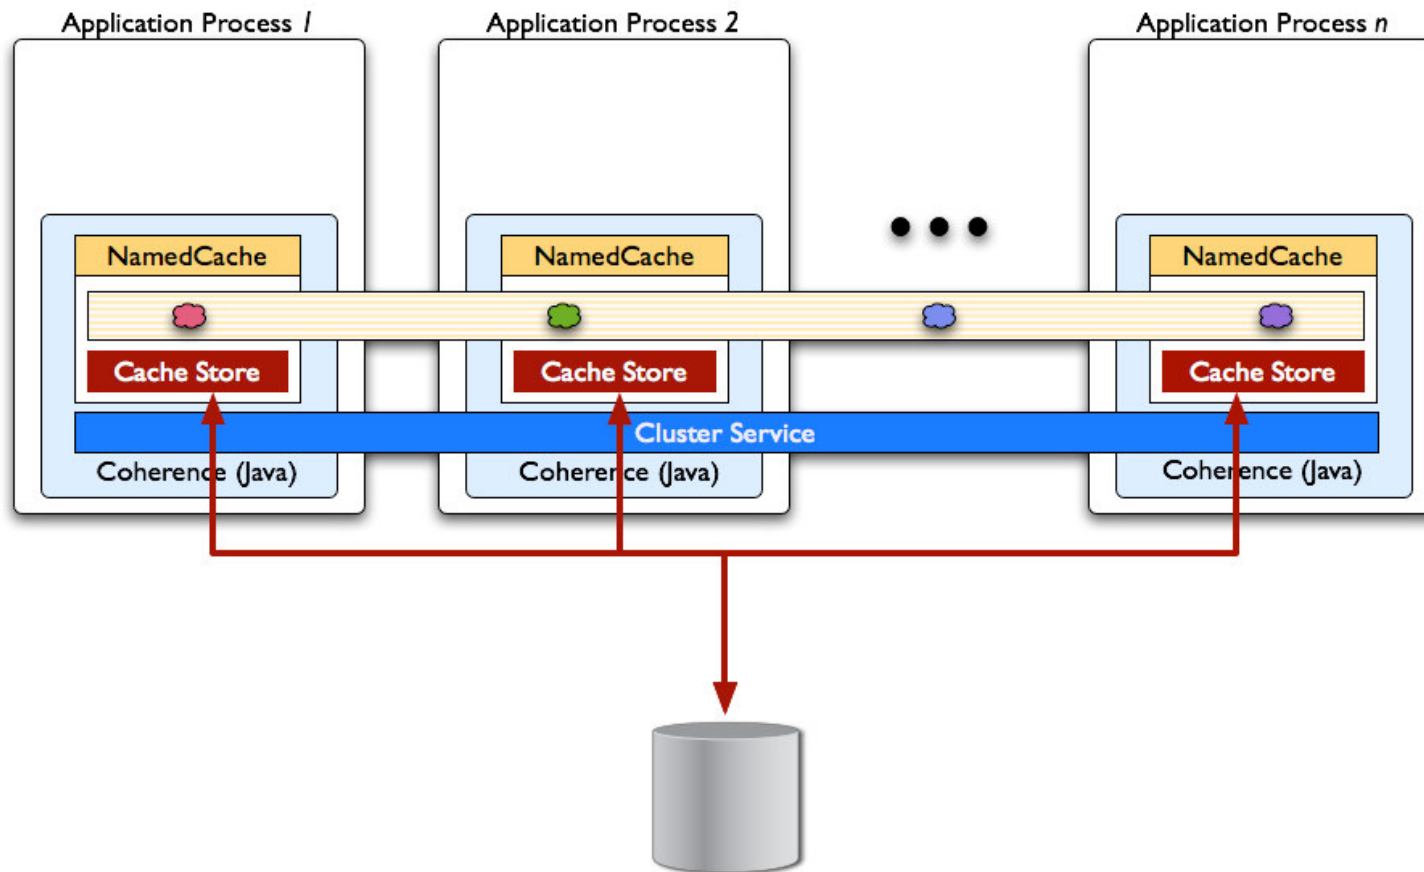 Application Process 1
Application Process 2
Application Process n
NamedCache
NamedCache
NamedCache
Cache Store
Cache Store
Cache Store
Cluster Service
Coherence (Java)
Coherence (Java)
Coherence (Java)